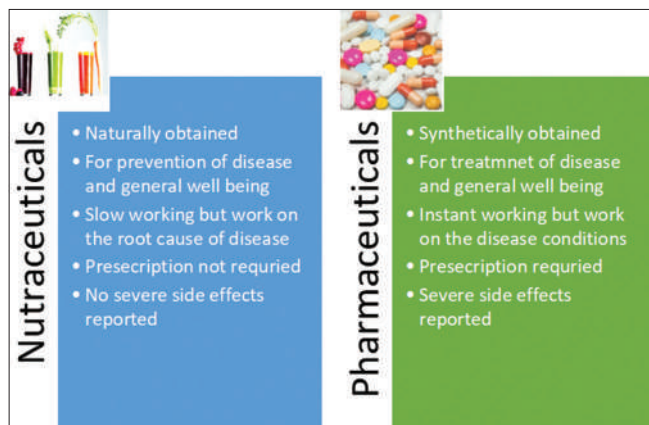 Nutraceuticals
• Naturally obtained
• For prevention of disease
and general well being
• Slow working but work on
the root cause of disease
• Presecription not requried
• No severe side effects
reported
Pharmaceuticals
• Synthetically obtained
• For treatmnet of disease
and general well being
• Instant working but work
on the disease conditions
• Presecription requried
• Severe side effects
reported